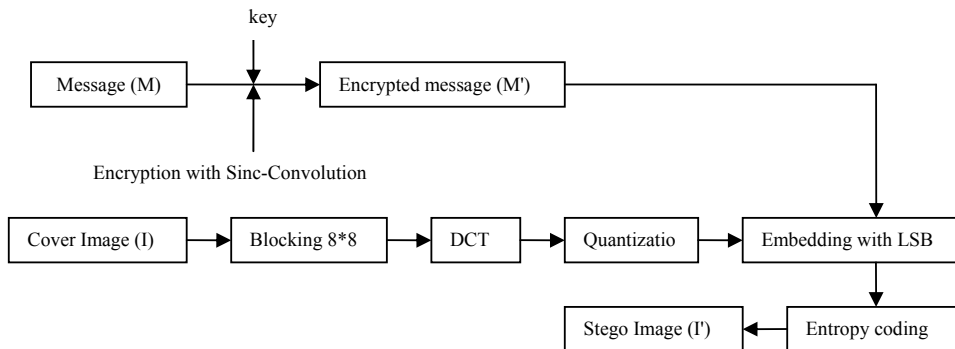 key
Message (M)
Encrypted message (M')
Encryption with Sinc-Convolution
Cover Image (I)
Blocking 8*8
DCT
Quantizatio
Embedding with LSB
Stego Image (I')
Entropy coding